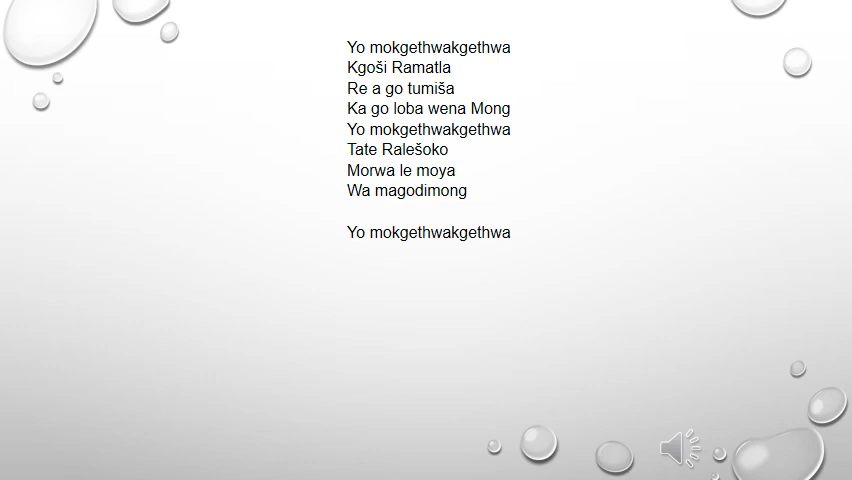 Yo mokgethwakgethwa
Kgoši Ramatla
Re a go tumiša
Ka go loba wena Mong
Yo mokgethwakgethwa
Tate Ralešoko
Morwa le moya
Wa magodimong
Yo mokgethwakgethwa